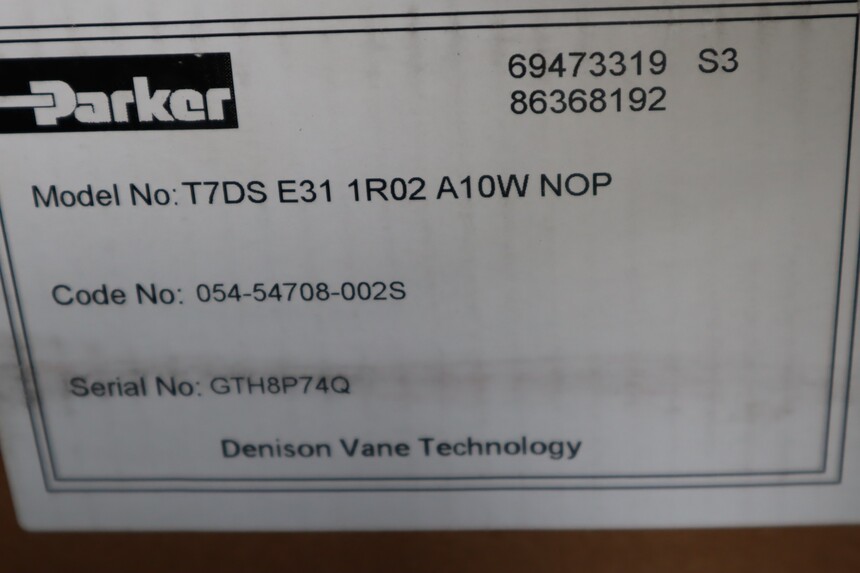 Parker
69473319 S3
86368192
Model No: T7DS E31 1R02 A10W NOP
Code No: 054-54708-002S
Serial No: GTH8P74Q
Denison Vane Technology